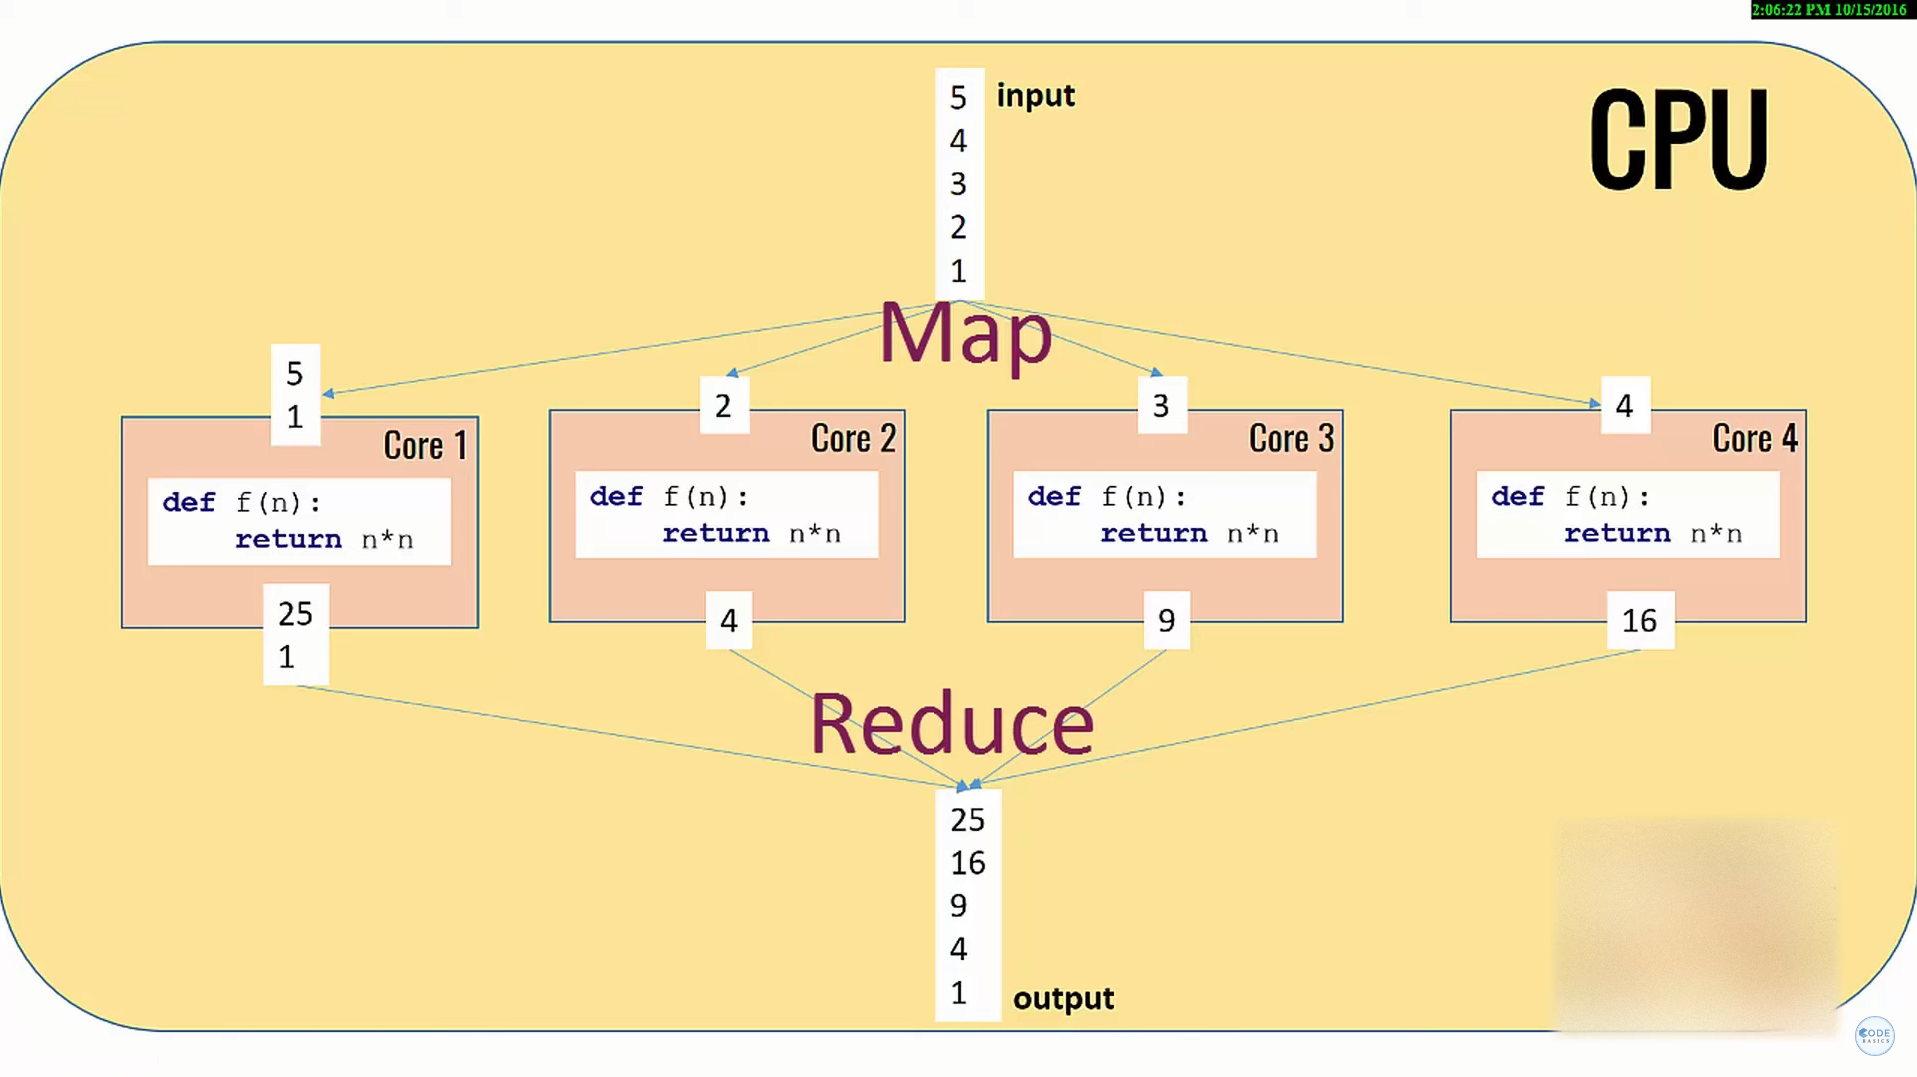 2:06:22 PM 10/15/2016
CPU
5 input
4
3
2
1
Map
5
1
Core 1
def f(n):
return n*n
25
1
2
Core 2
def f(n):
return n*n
4
3
Core 3
def f(n):
return n*n
9
4
Core 4
def f(n):
return n*n
16
Reduce
25
16
9
4
1 output
CODE
BASICS